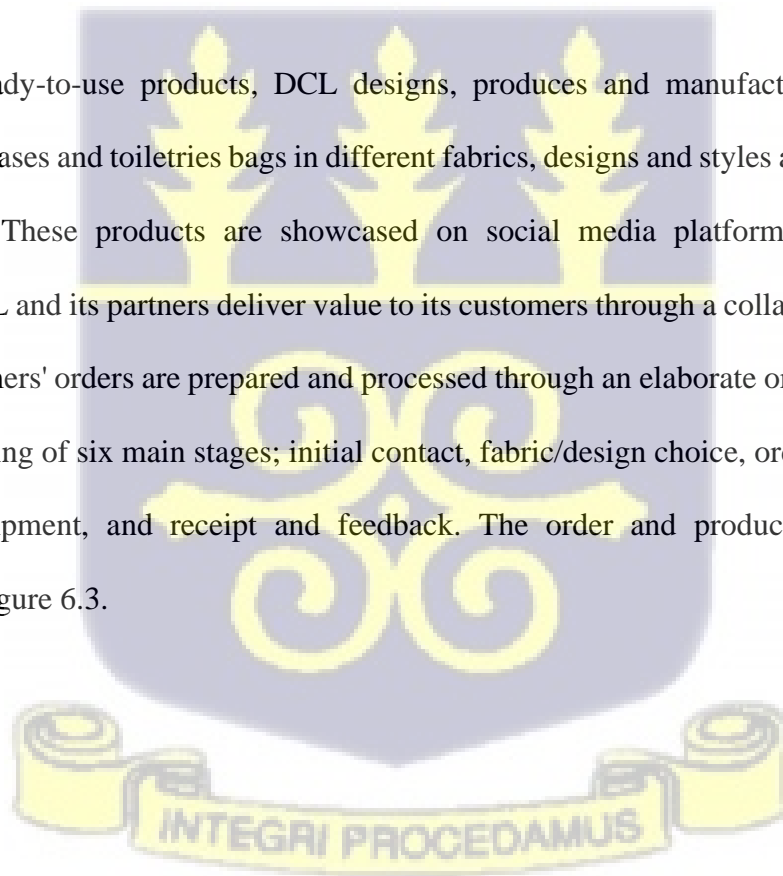 ady-to-use products, DCL designs, produces and manufact
ases and toiletries bags in different fabrics, designs and styles a
These products are showcased on social media platform
L and its partners deliver value to its customers through a colla
ners' orders are prepared and processed through an elaborate or
ing of six main stages; initial contact, fabric/design choice, ord
ipment, and receipt and feedback. The order and produc
gure 6.3.
INTEGRI PROCEDAMUS